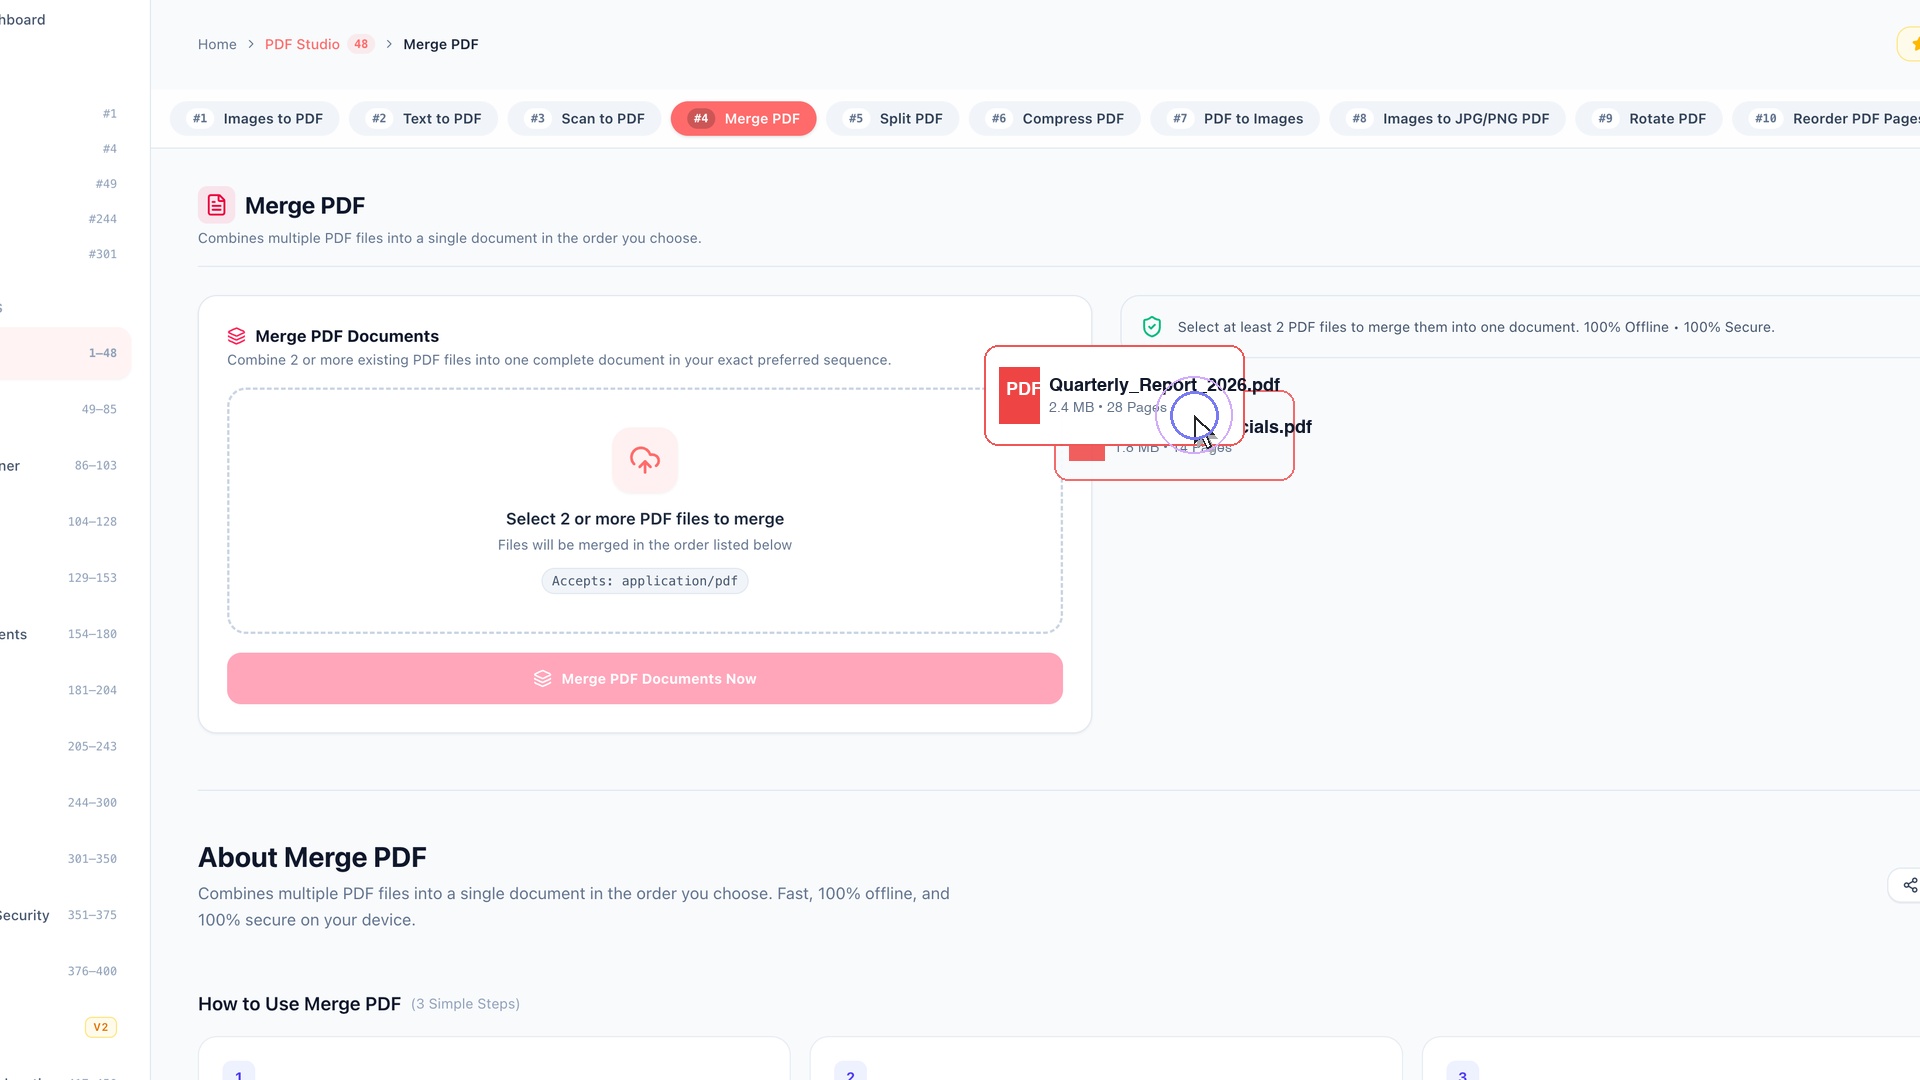 Home > PDF Studio 48 > Merge PDF
#1 Images to PDF
#2 Text to PDF
#3 Scan to PDF
#4 Merge PDF
#5 Split PDF
#6 Compress PDF
#7 PDF to Images
#8 Images to JPG/PNG PDF
#9 Rotate PDF
#10 Reorder PDF Pages
#1
#4
#49
#244
#301
1–48
49–85
86–103
104–128
129–153
154–180
181–204
205–243
244–300
301–350
Security 351–375
376–400
V2
Merge PDF
Combines multiple PDF files into a single document in the order you choose.
Merge PDF Documents
Combine 2 or more existing PDF files into one complete document in your exact preferred sequence.
Select 2 or more PDF files to merge
Files will be merged in the order listed below
Accepts: application/pdf
Merge PDF Documents Now
Select at least 2 PDF files to merge them into one document. 100% Offline • 100% Secure.
PDF
Quarterly_Report_2026.pdf
2.4 MB • 28 Pages
cials.pdf
1.8 MB • 14 Pages
About Merge PDF
Combines multiple PDF files into a single document in the order you choose. Fast, 100% offline, and
100% secure on your device.
How to Use Merge PDF (3 Simple Steps)
1
2
3